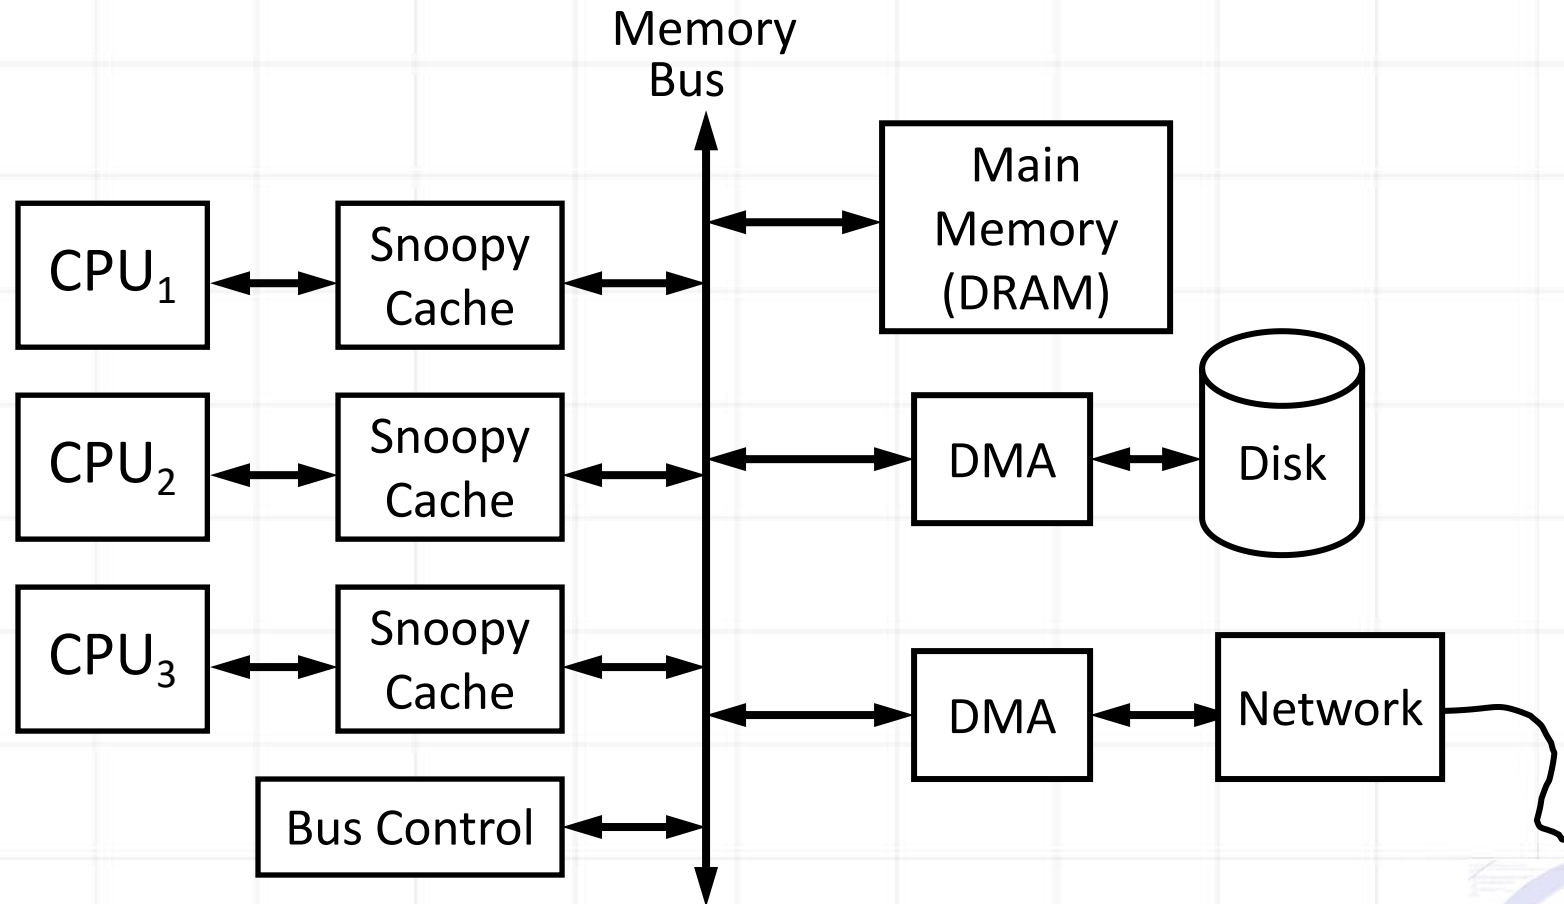 Memory
Bus
Main
Memory
(DRAM)
CPU₁
Snoopy
Cache
CPU₂
Snoopy
Cache
DMA
Disk
CPU₃
Snoopy
Cache
DMA
Network
Bus Control